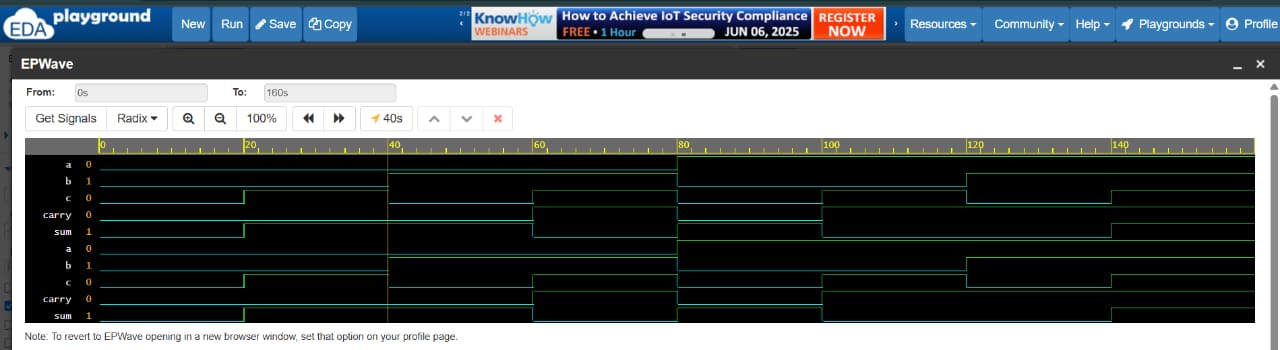 EDA playground New Run Save Copy 2/2 KnowHow WEBINARS How to Achieve IoT Security Compliance FREE • 1 Hour JUN 06, 2025 REGISTER NOW Resources Community Help Playgrounds Profile
EPWave
From: 0s To: 160s
Get Signals Radix 100% 40s
0 20 40 60 80 100 120 140
a 0
b 1
c 0
carry 0
sum 1
a 0
b 1
c 0
carry 0
sum 1
Note: To revert to EPWave opening in a new browser window, set that option on your profile page.